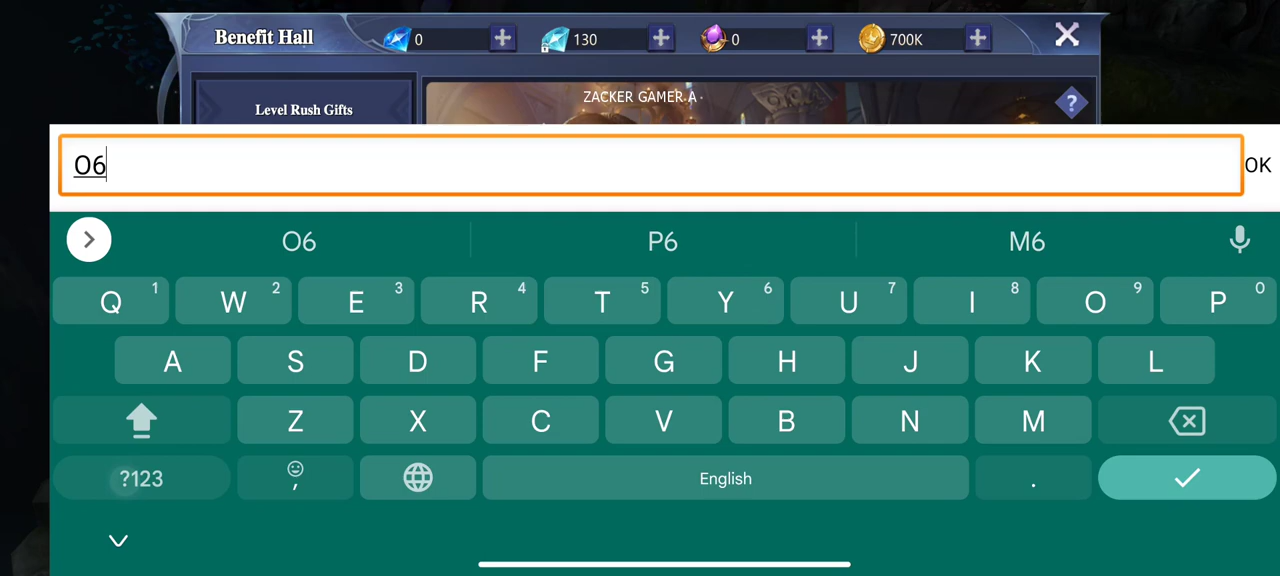 Benefit Hall 0 130 0 700K
Level Rush Gifts
ZACKER GAMER A
?
O6
OK
O6 P6 M6
Q 1 W 2 E 3 R 4 T 5 Y 6 U 7 I 8 O 9 P 0
A S D F G H J K L
Z X C V B N M
?123 , English .